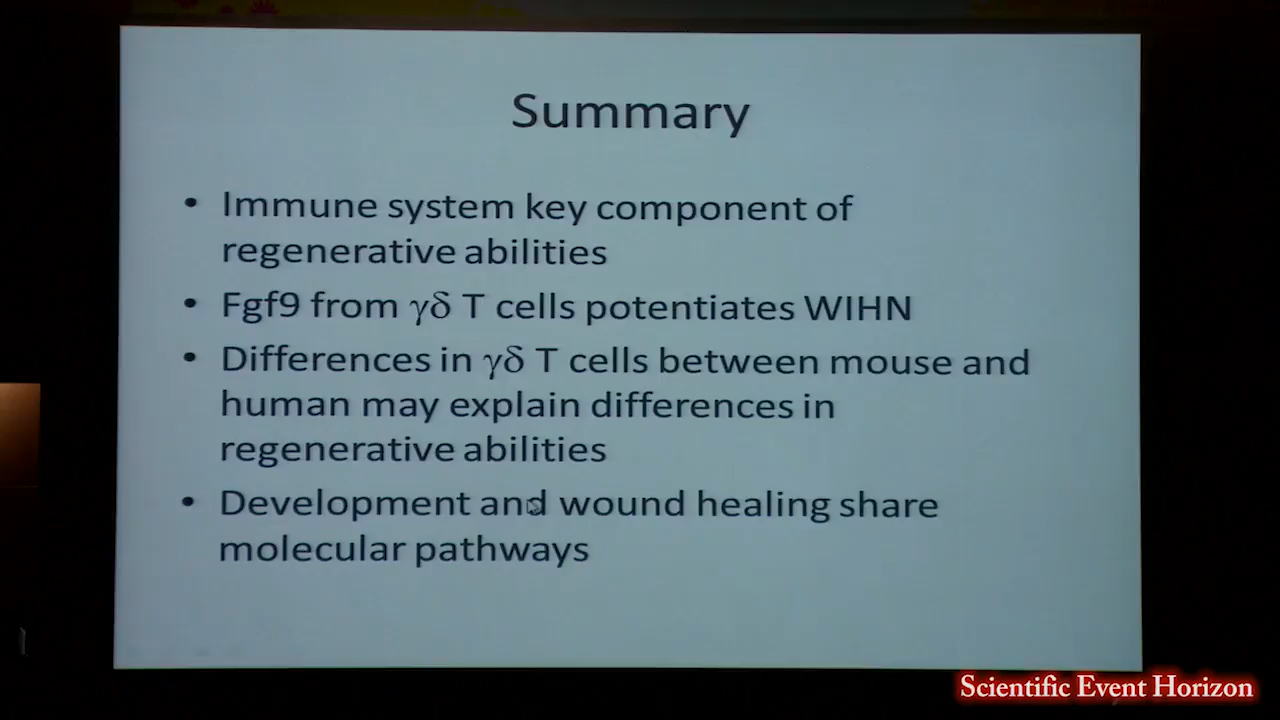 Summary
• Immune system key component of
regenerative abilities
• Fgf9 from γδ T cells potentiates WIHN
• Differences in γδ T cells between mouse and
human may explain differences in
regenerative abilities
• Development and wound healing share
molecular pathways
Scientific Event Horizon